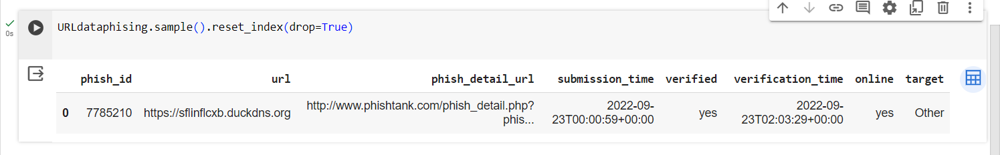 URLdataphising.sample().reset_index(drop=True)
0s
phish_id url phish_detail_url submission_time verified verification_time online target
0 7785210 https://sflinflcxb.duckdns.org http://www.phishtank.com/phish_detail.php?phis... 2022-09-23T00:00:59+00:00 yes 2022-09-23T02:03:29+00:00 yes Other